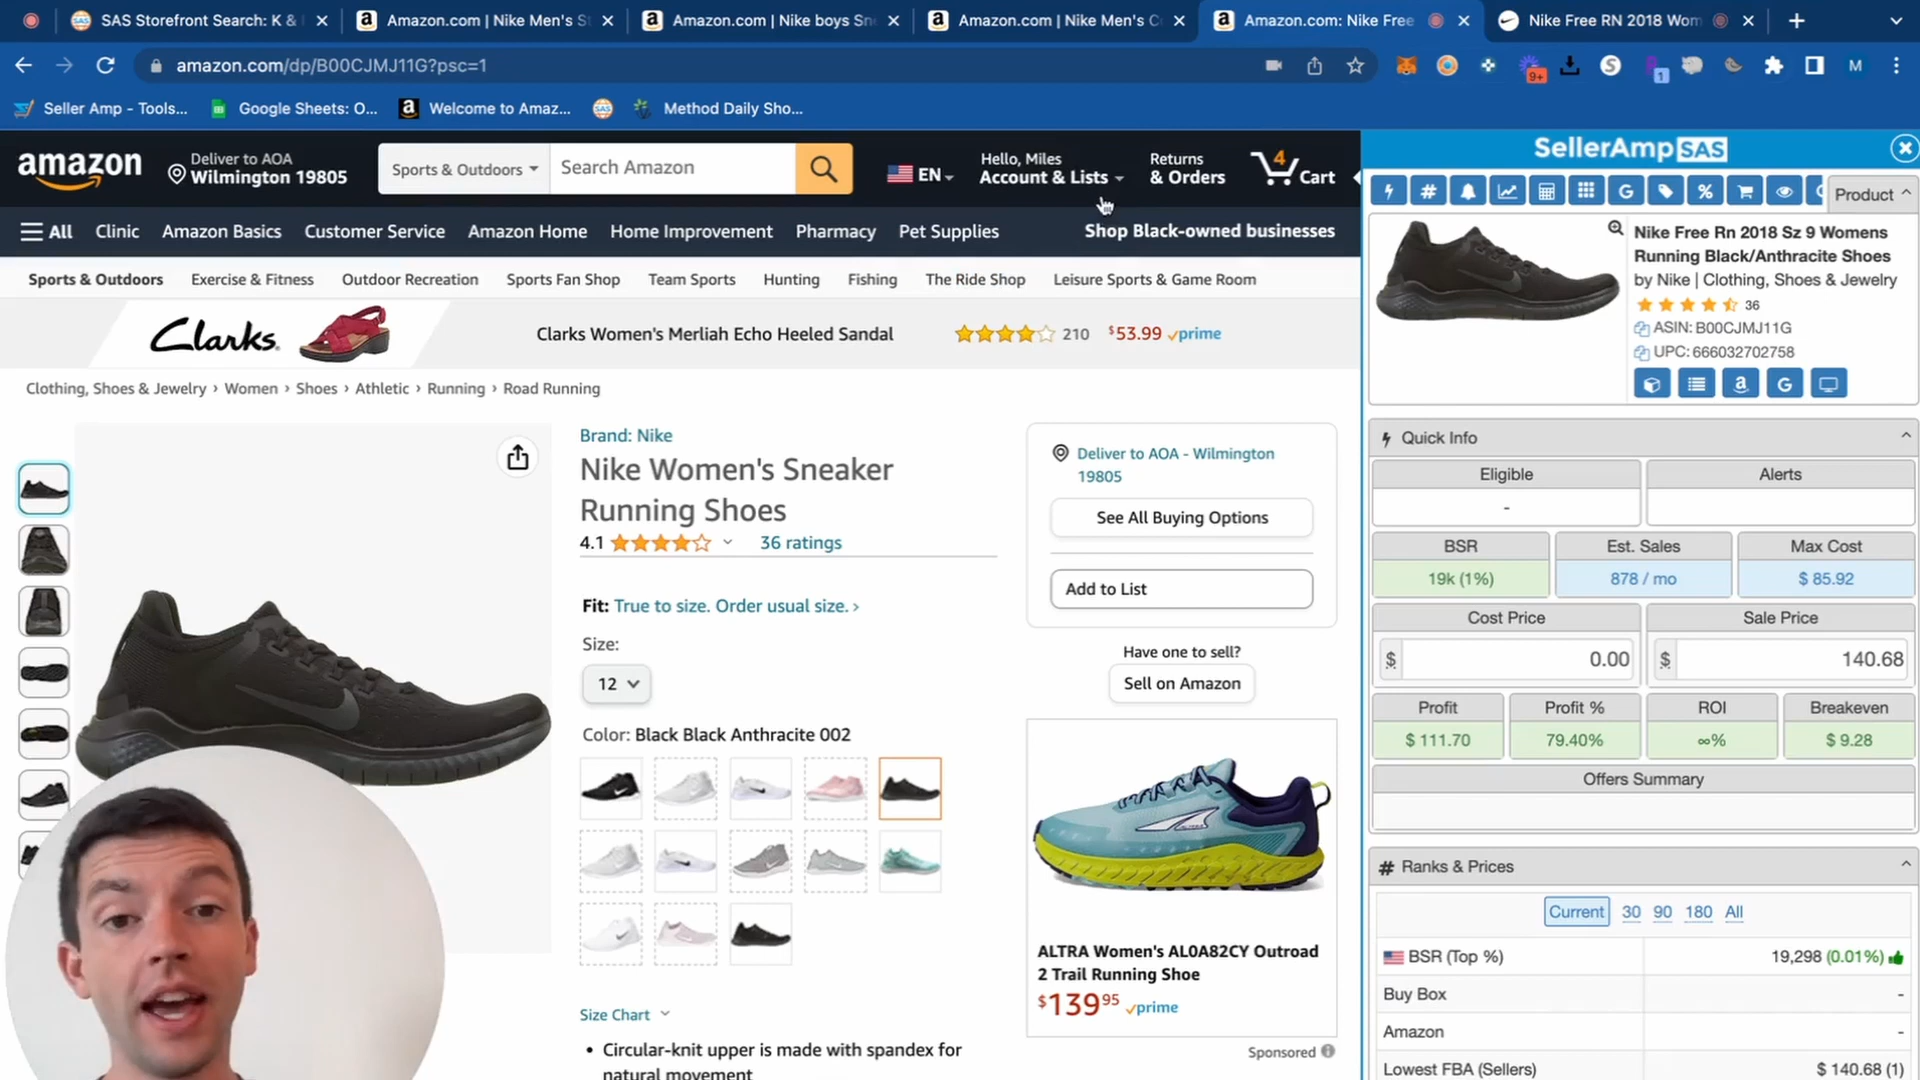 SAS Storefront Search: K &
Amazon.com | Nike Men's S
Amazon.com | Nike boys Sne
Amazon.com | Nike Men's C
Amazon.com: Nike Free
Nike Free RN 2018 Wom
amazon.com/dp/B00CJMJ11G?psc=1
9+
1
M
Seller Amp - Tools...
Google Sheets: O...
Welcome to Amaz...
SAS
Method Daily Sho...
amazon
Deliver to AOA
Wilmington 19805
Sports & Outdoors
Search Amazon
EN
Hello, Miles
Account & Lists
Returns
& Orders
4
Cart
All
Clinic
Amazon Basics
Customer Service
Amazon Home
Home Improvement
Pharmacy
Pet Supplies
Shop Black-owned businesses
Sports & Outdoors
Exercise & Fitness
Outdoor Recreation
Sports Fan Shop
Team Sports
Hunting
Fishing
The Ride Shop
Leisure Sports & Game Room
Clarks.
Clarks Women's Merliah Echo Heeled Sandal
210
$53.99 prime
Clothing, Shoes & Jewelry › Women › Shoes › Athletic › Running › Road Running
Brand: Nike
Nike Women's Sneaker
Running Shoes
4.1
36 ratings
Fit: True to size. Order usual size. ›
Size:
12
Color: Black Black Anthracite 002
Size Chart
• Circular-knit upper is made with spandex for
natural movement
Deliver to AOA - Wilmington
19805
See All Buying Options
Add to List
Have one to sell?
Sell on Amazon
ALTRA Women's AL0A82CY Outroad
2 Trail Running Shoe
$139 95 prime
Sponsored
SellerAmp SAS
Product
Nike Free Rn 2018 Sz 9 Womens
Running Black/Anthracite Shoes
by Nike | Clothing, Shoes & Jewelry
36
ASIN: B00CJMJ11G
UPC: 666032702758
Quick Info
Eligible
Alerts
-
BSR
Est. Sales
Max Cost
19k (1%)
878 / mo
$ 85.92
Cost Price
Sale Price
$ 0.00
$ 140.68
Profit
Profit %
ROI
Breakeven
$ 111.70
79.40%
∞%
$ 9.28
Offers Summary
# Ranks & Prices
Current 30 90 180 All
BSR (Top %)
19,298 (0.01%)
Buy Box
-
Amazon
-
Lowest FBA (Sellers)
$ 140.68 (1)